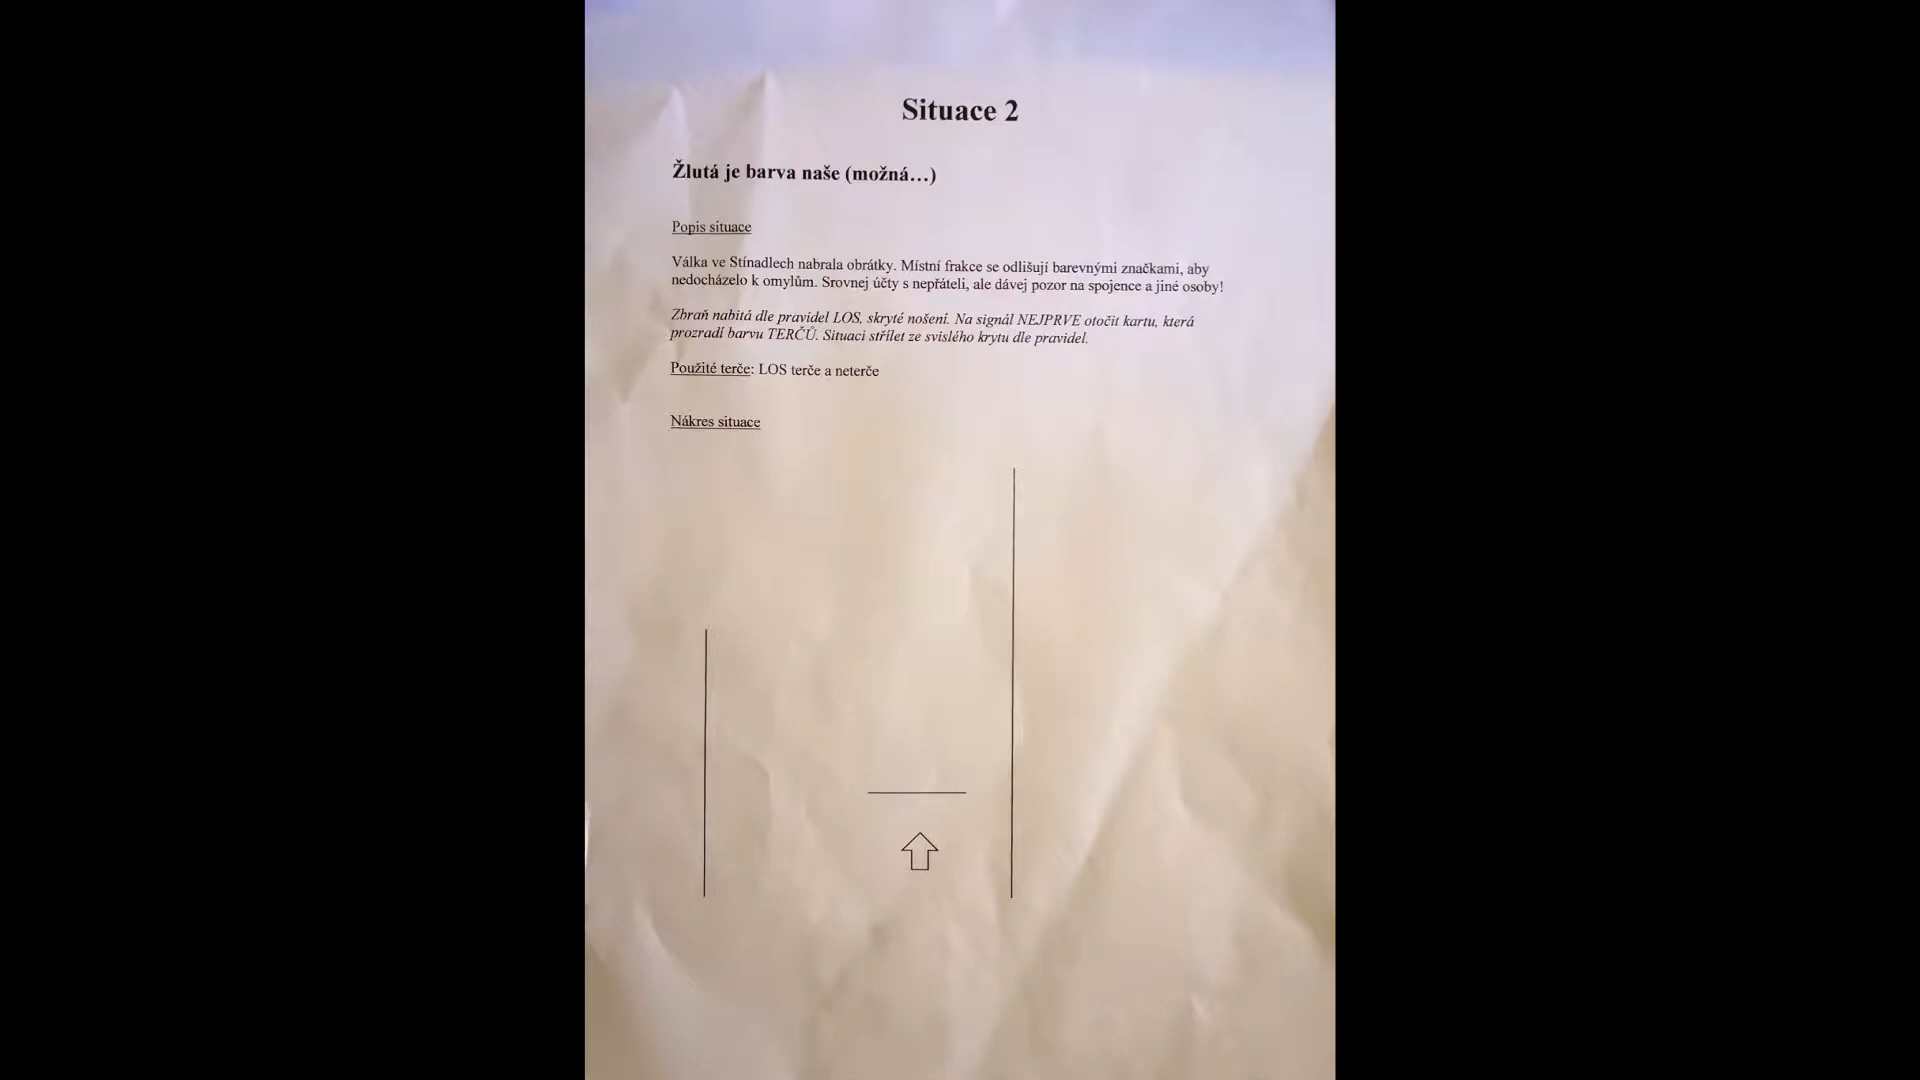 Situace 2
Žlutá je barva naše (možná…)
Popis situace
Válka ve Stínadlech nabrala obrátky. Místní frakce se odlišují barevnými značkami, aby
nedocházelo k omylům. Srovnej účty s nepřáteli, ale dávej pozor na spojence a jiné osoby!
Zbraň nabitá dle pravidel LOS, skryté nošení. Na signál NEJPRVE otočit kartu, která
prozradí barvu TERČŮ. Situaci střílet ze svislého krytu dle pravidel.
Použité terče: LOS terče a neterče
Nákres situace